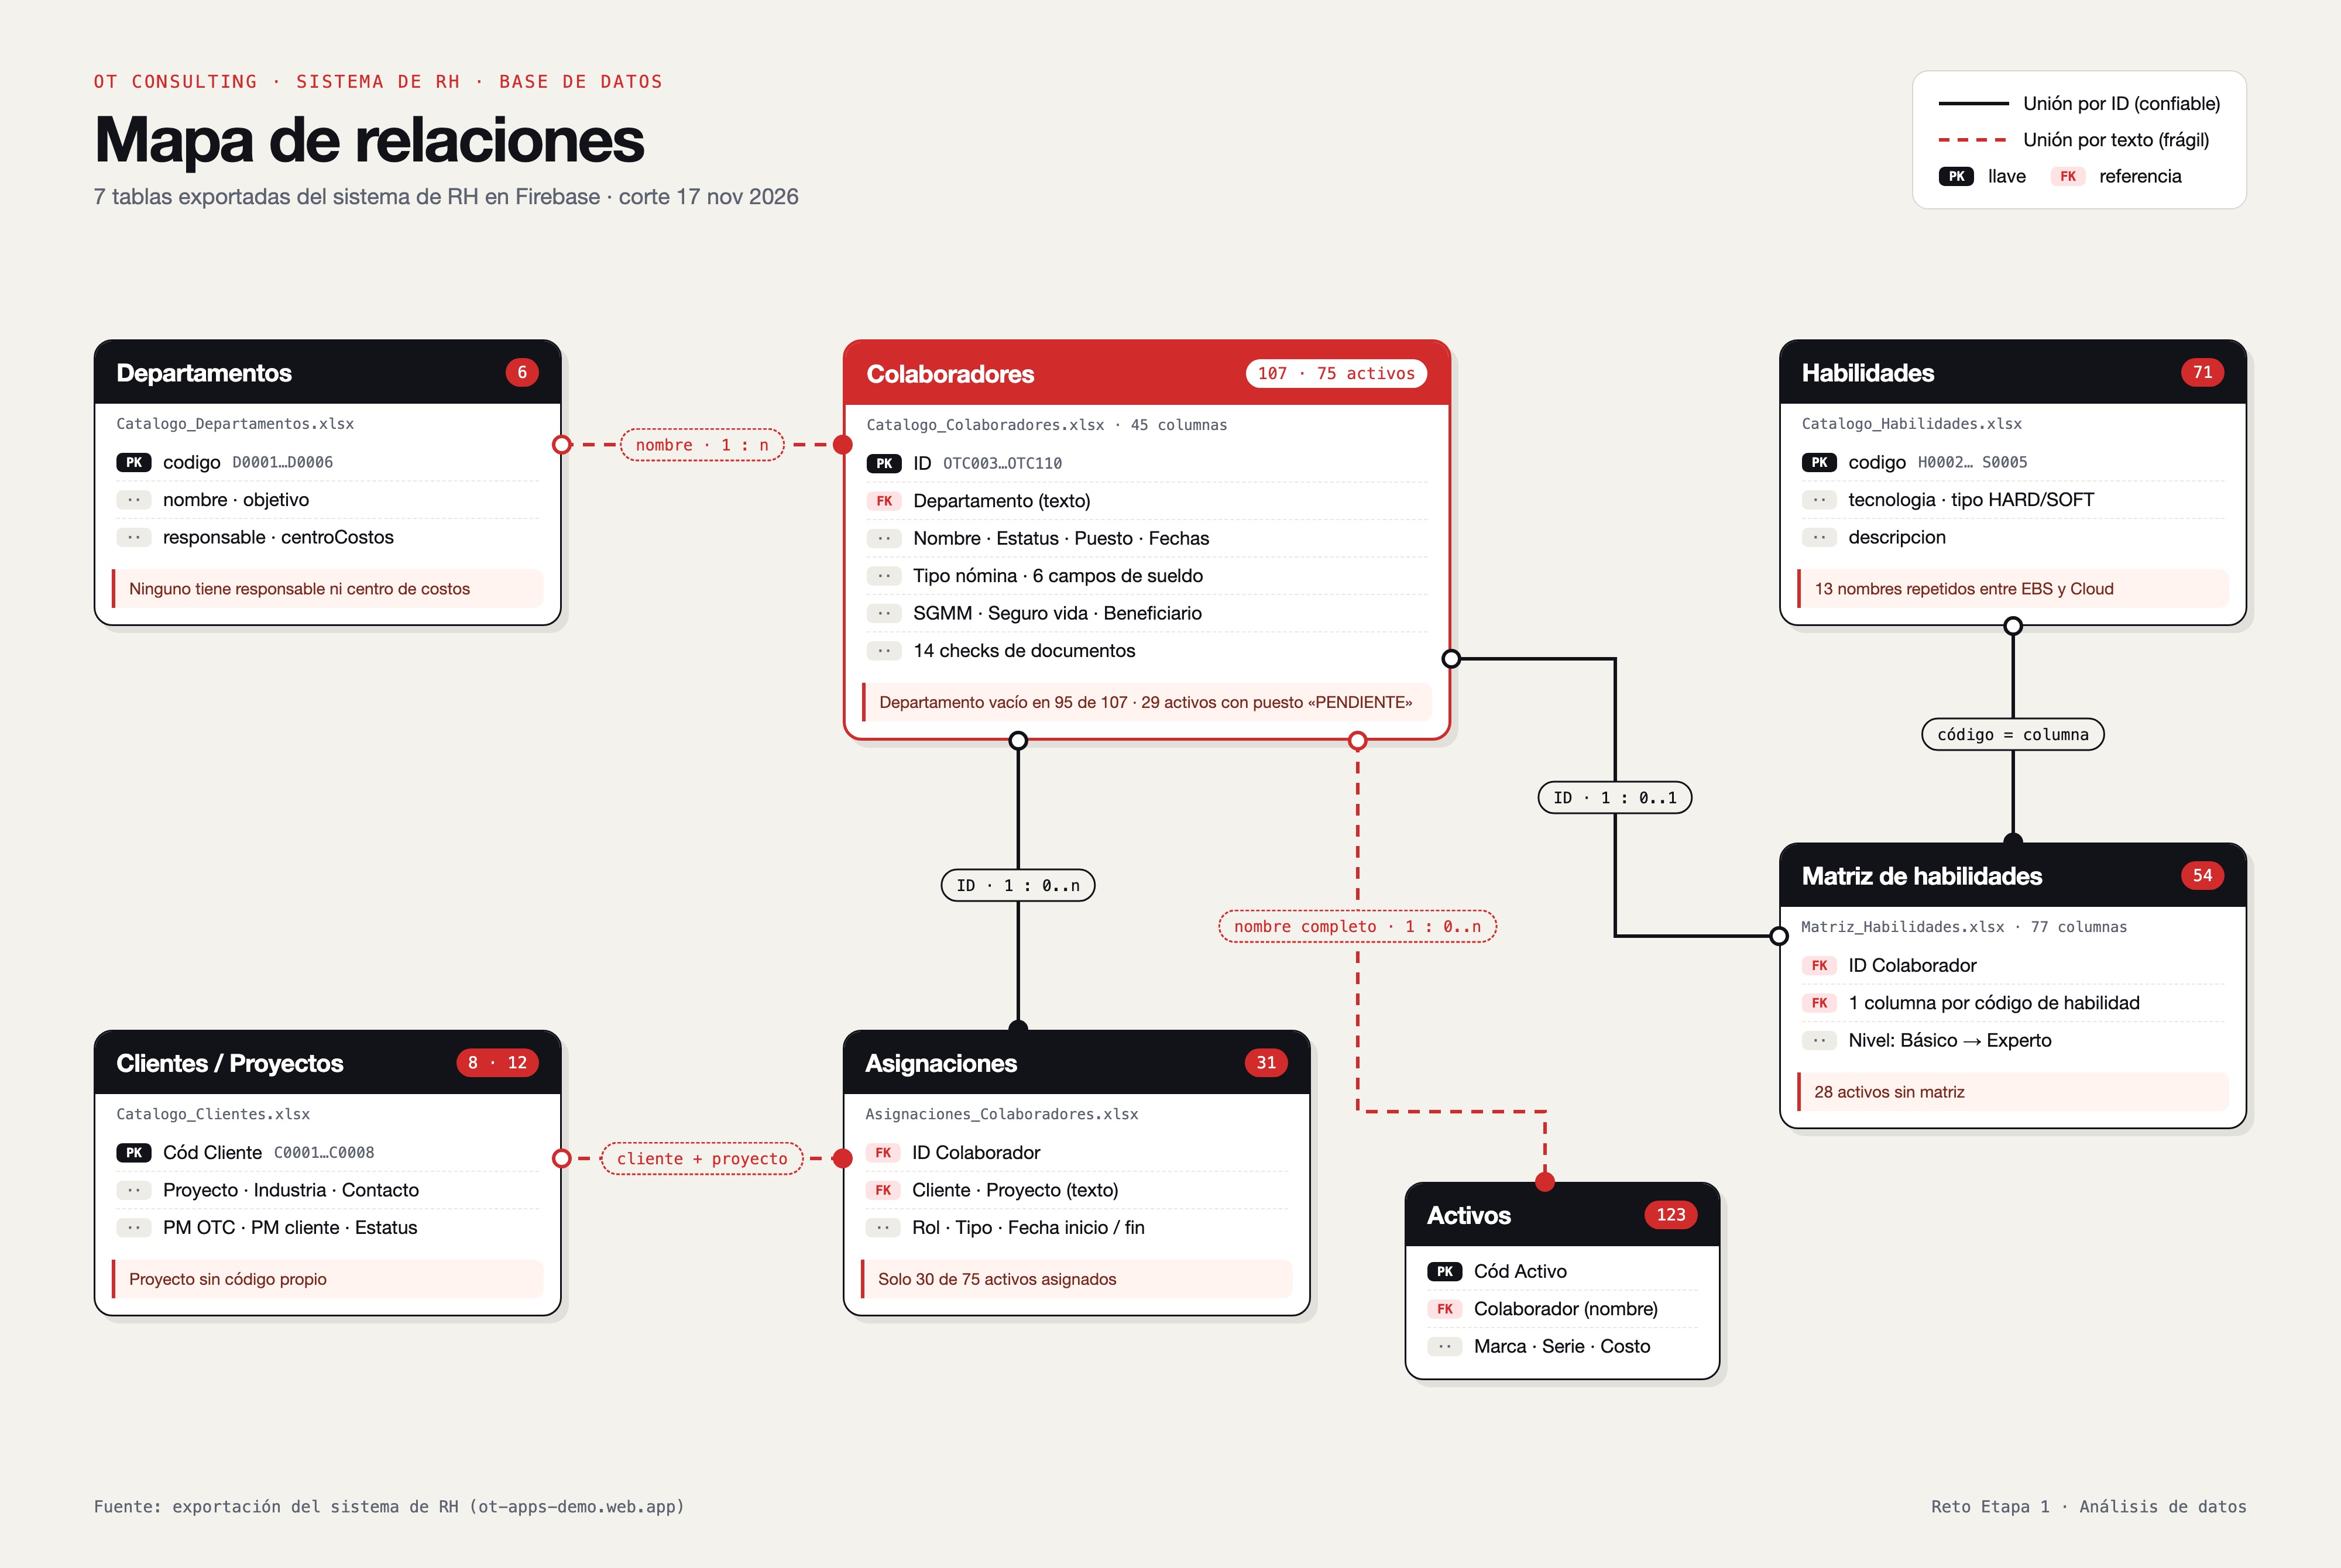 OT CONSULTING · SISTEMA DE RH · BASE DE DATOS
Mapa de relaciones
7 tablas exportadas del sistema de RH en Firebase · corte 17 nov 2026
Unión por ID (confiable)
Unión por texto (frágil)
PK llave FK referencia
Departamentos 6
Catalogo_Departamentos.xlsx
PK codigo D0001…D0006
·· nombre · objetivo
·· responsable · centroCostos
Ninguno tiene responsable ni centro de costos
nombre · 1 : n
Colaboradores 107 · 75 activos
Catalogo_Colaboradores.xlsx · 45 columnas
PK ID OTC003…OTC110
FK Departamento (texto)
·· Nombre · Estatus · Puesto · Fechas
·· Tipo nómina · 6 campos de sueldo
·· SGMM · Seguro vida · Beneficiario
·· 14 checks de documentos
Departamento vacío en 95 de 107 · 29 activos con puesto «PENDIENTE»
Habilidades 71
Catalogo_Habilidades.xlsx
PK codigo H0002… S0005
·· tecnologia · tipo HARD/SOFT
·· descripcion
13 nombres repetidos entre EBS y Cloud
código = columna
ID · 1 : 0..1
ID · 1 : 0..n
nombre completo · 1 : 0..n
Matriz de habilidades 54
Matriz_Habilidades.xlsx · 77 columnas
FK ID Colaborador
FK 1 columna por código de habilidad
·· Nivel: Básico → Experto
28 activos sin matriz
Clientes / Proyectos 8 · 12
Catalogo_Clientes.xlsx
PK Cód Cliente C0001…C0008
·· Proyecto · Industria · Contacto
·· PM OTC · PM cliente · Estatus
Proyecto sin código propio
cliente + proyecto
Asignaciones 31
Asignaciones_Colaboradores.xlsx
FK ID Colaborador
FK Cliente · Proyecto (texto)
·· Rol · Tipo · Fecha inicio / fin
Solo 30 de 75 activos asignados
Activos 123
PK Cód Activo
FK Colaborador (nombre)
·· Marca · Serie · Costo
Fuente: exportación del sistema de RH (ot-apps-demo.web.app)
Reto Etapa 1 · Análisis de datos